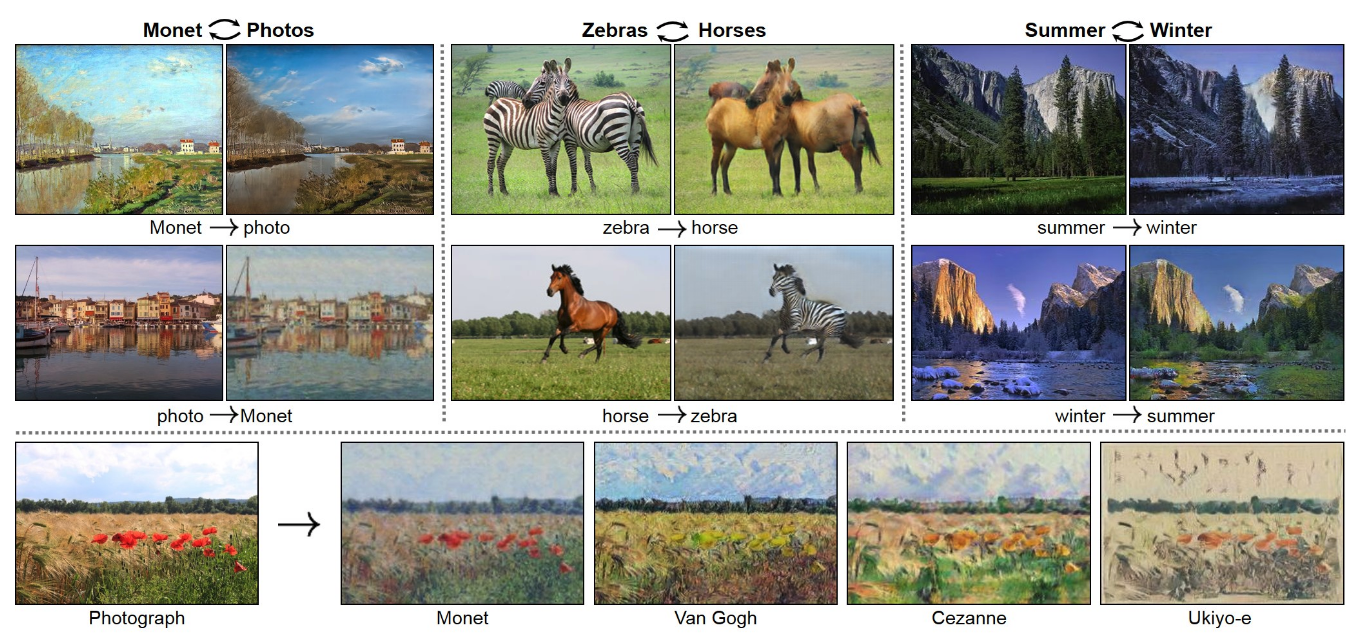 Monet Photos
Zebras Horses
Summer Winter
Monet → photo
zebra → horse
summer → winter
photo → Monet
horse → zebra
winter → summer
Photograph
Monet
Van Gogh
Cezanne
Ukiyo-e